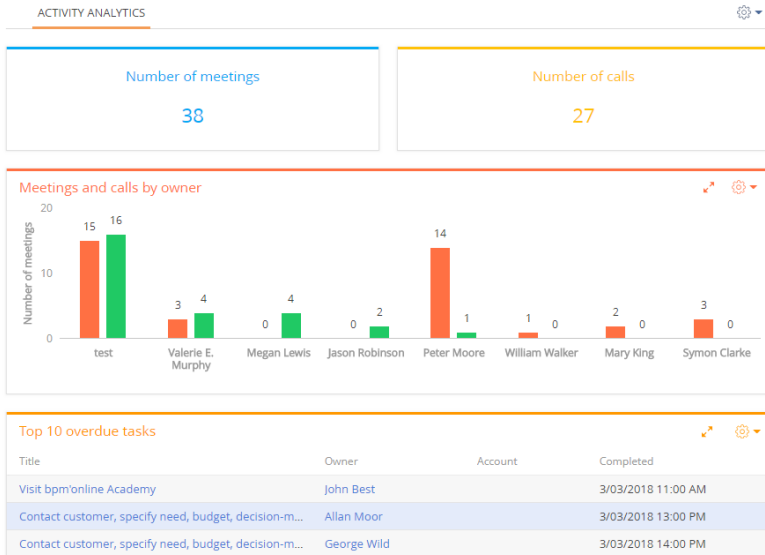 ACTIVITY ANALYTICS
Number of meetings
38
Number of calls
27
Meetings and calls by owner
Number of meetings
20
10
0
15 16
3 4
0 4
0 2
14 1
1 0
2 0
3 0
test
Valerie E. Murphy
Megan Lewis
Jason Robinson
Peter Moore
William Walker
Mary King
Symon Clarke
Top 10 overdue tasks
Title Owner Account Completed
Visit bpm'online Academy John Best 3/03/2018 11:00 AM
Contact customer, specify need, budget, decision-m... Allan Moor 3/03/2018 13:00 PM
Contact customer, specify need, budget, decision-m... George Wild 3/03/2018 14:00 PM